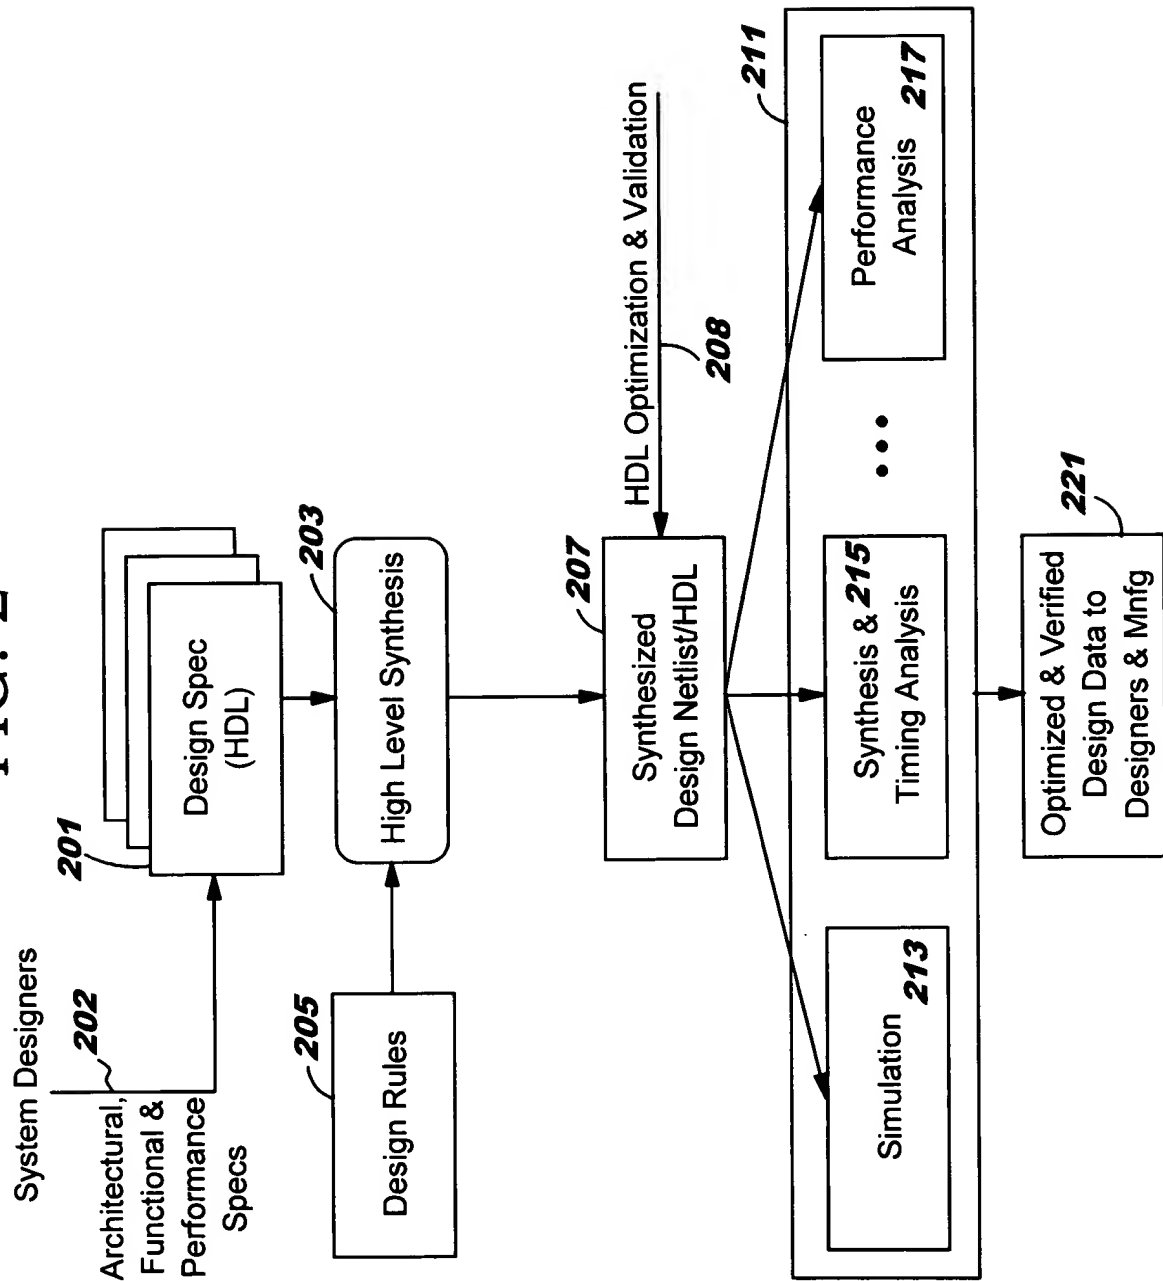 FIG. 2
System Designers
202
Architectural,
Functional &
Performance
Specs
201
Design Spec
(HDL)
205
Design Rules
203
High Level Synthesis
207
Synthesized
Design Netlist/HDL
HDL Optimization & Validation
208
211
Simulation
213
Synthesis & 215
Timing Analysis
Performance
Analysis
217
221
Optimized & Verified
Design Data to
Designers & Mnfg